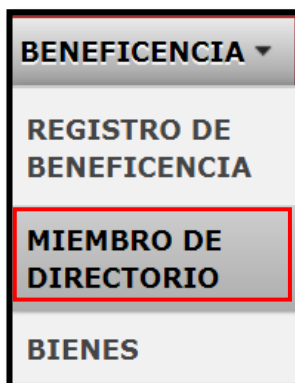 BENEFICENCIA
REGISTRO DE
BENEFICENCIA
MIEMBRO DE
DIRECTORIO
BIENES